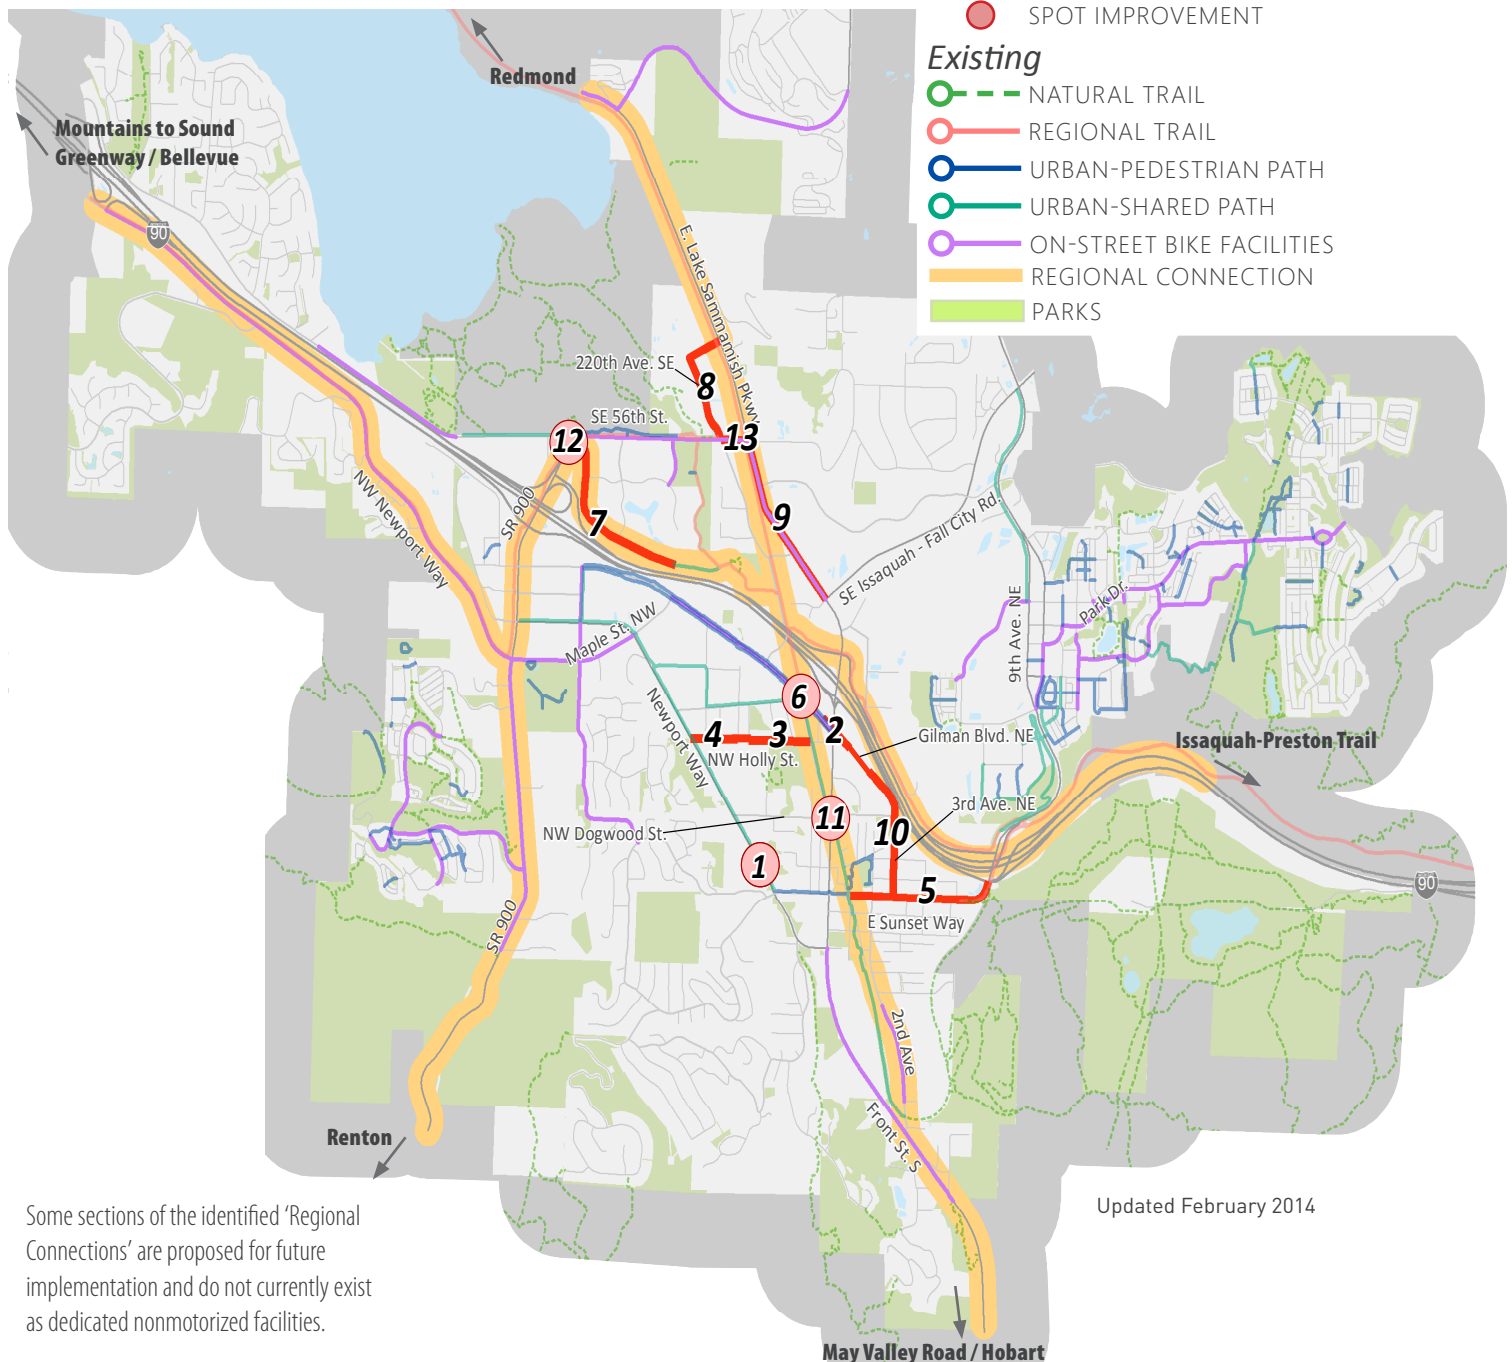 SPOT IMPROVEMENT
Existing
NATURAL TRAIL
REGIONAL TRAIL
URBAN-PEDESTRIAN PATH
URBAN-SHARED PATH
ON-STREET BIKE FACILITIES
REGIONAL CONNECTION
PARKS
Redmond
Mountains to Sound
Greenway / Bellevue
90
E. Lake Sammamish Pkwy
220th Ave. SE
8
SE 56th St.
12
13
NW Newport Way
SR 900
7
9
SE Issaquah - Fall City Rd.
9th Ave. NE
Park Dr.
Maple St. NW
Newport Way
6
2
4
3
NW Holly St.
Gilman Blvd. NE
Issaquah-Preston Trail
3rd Ave. NE
NW Dogwood St.
11
10
1
5
90
E Sunset Way
SR 900
2nd Ave
Front St. S
Renton
May Valley Road / Hobart
Updated February 2014
Some sections of the identified ‘Regional
Connections’ are proposed for future
implementation and do not currently exist
as dedicated nonmotorized facilities.